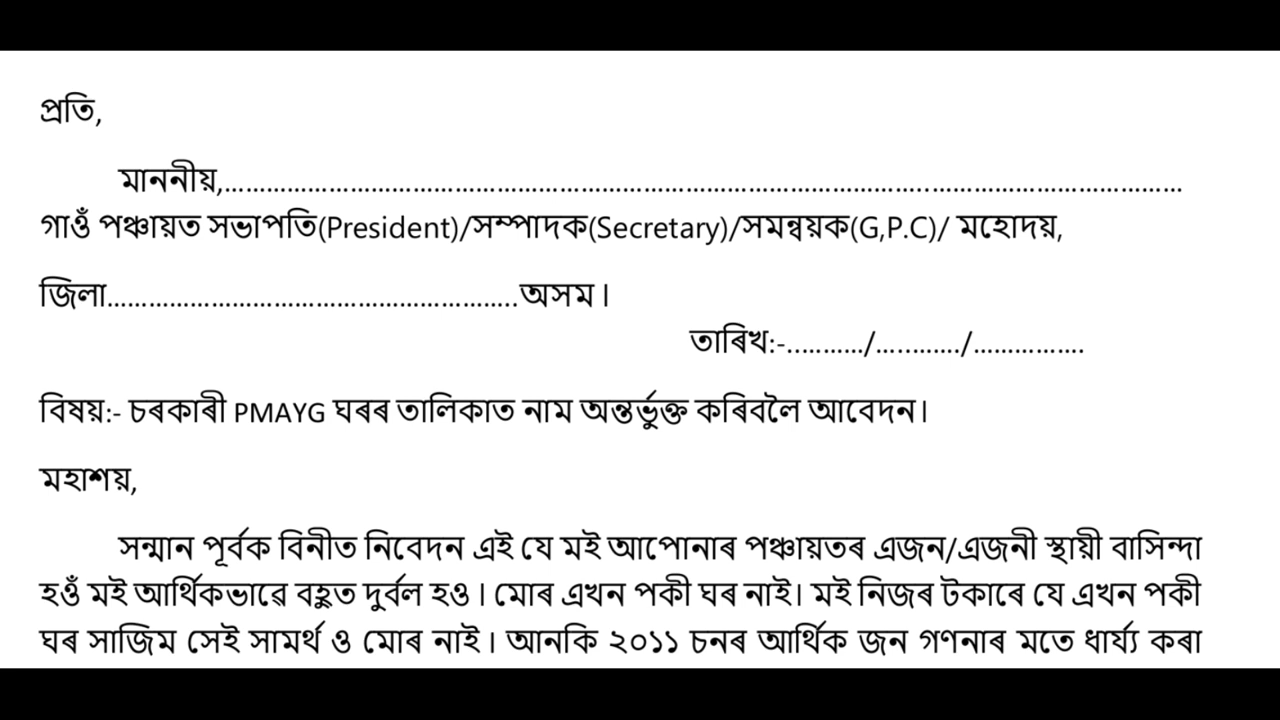 প্ৰতি,
মাননীয়,……………………………………………………………………………………..………………………………
গাওঁ পঞ্চায়ত সভাপতি(President)/সম্পাদক(Secretary)/সমন্বয়ক(G,P.C)/ মহোদয়,
জিলা…………………………………………………..অসম।
তাৰিখ:-..………/…..……./…………….
বিষয়:- চৰকাৰী PMAYG ঘৰৰ তালিকাত নাম অন্তৰ্ভুক্ত কৰিবলৈ আবেদন।
মহাশয়,
সন্মান পূৰ্বক বিনীত নিবেদন এই যে মই আপোনাৰ পঞ্চায়তৰ এজন/এজনী স্থায়ী বাসিন্দা
হওঁ মই আৰ্থিকভাৱে বহুত দুৰ্বল হও। মোৰ এখন পকী ঘৰ নাই। মই নিজৰ টকাৰে যে এখন পকী
ঘৰ সাজিম সেই সামৰ্থ ও মোৰ নাই। আনকি ২০১১ চনৰ আৰ্থিক জন গণনাৰ মতে ধাৰ্য্য কৰা